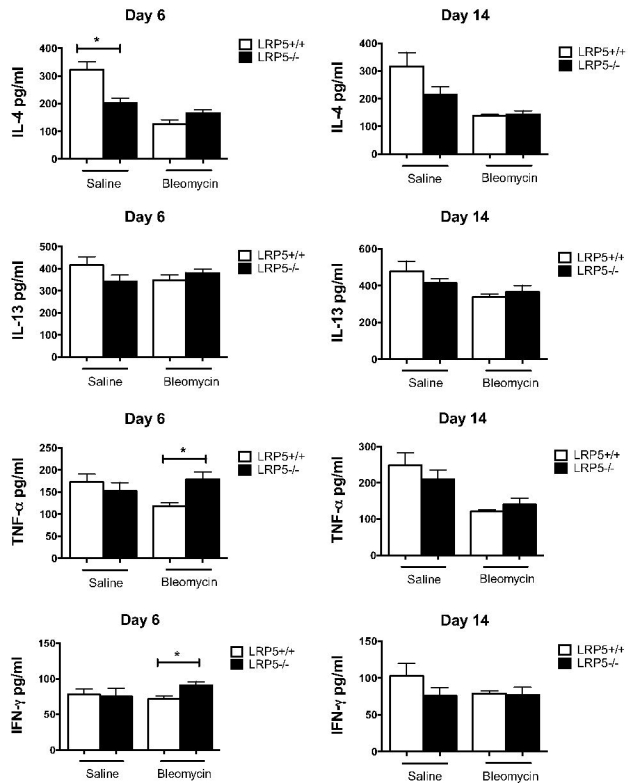 Day 6
IL-4 pg/ml
400
300
200
100
0
*
LRP5+/+
LRP5-/-
Saline Bleomycin
Day 14
IL-4 pg/ml
400
300
200
100
0
LRP5+/+
LRP5-/-
Saline Bleomycin
Day 6
IL-13 pg/ml
500
400
300
200
100
0
LRP5+/+
LRP5-/-
Saline Bleomycin
Day 14
IL-13 pg/ml
600
400
200
0
LRP5+/+
LRP5-/-
Saline Bleomycin
Day 6
TNF-α pg/ml
250
200
150
100
50
0
*
LRP5+/+
LRP5-/-
Saline Bleomycin
Day 14
TNF-α pg/ml
300
200
100
0
LRP5+/+
LRP5-/-
Saline Bleomycin
Day 6
IFN-γ pg/ml
150
100
50
0
*
LRP5+/+
LRP5-/-
Saline Bleomycin
Day 14
IFN-γ pg/ml
150
100
50
0
LRP5+/+
LRP5-/-
Saline Bleomycin